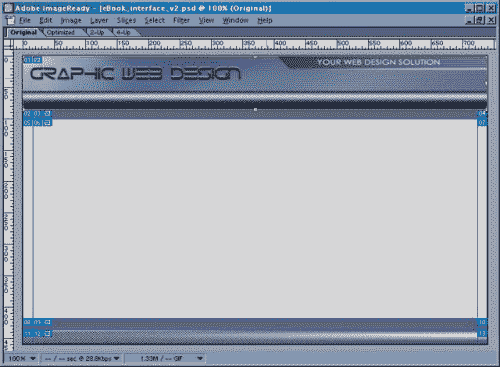 Adobe ImageReady - [eBook_interface_v2.psd @ 100% (Original)]
File Edit Image Layer Slices Select Filter View Window Help
Original Optimized 2-Up 4-Up
0 50 100 150 200 250 300 350 400 450 500 550 600 650 700
01
YOUR WEB DESIGN SOLUTION
GRAPHIC WEB DESIGN
02 03 04
05 06 07
08 09 10
11 12 13
100% -- / -- sec @ 28.8Kbps 1.33M / -- GIF